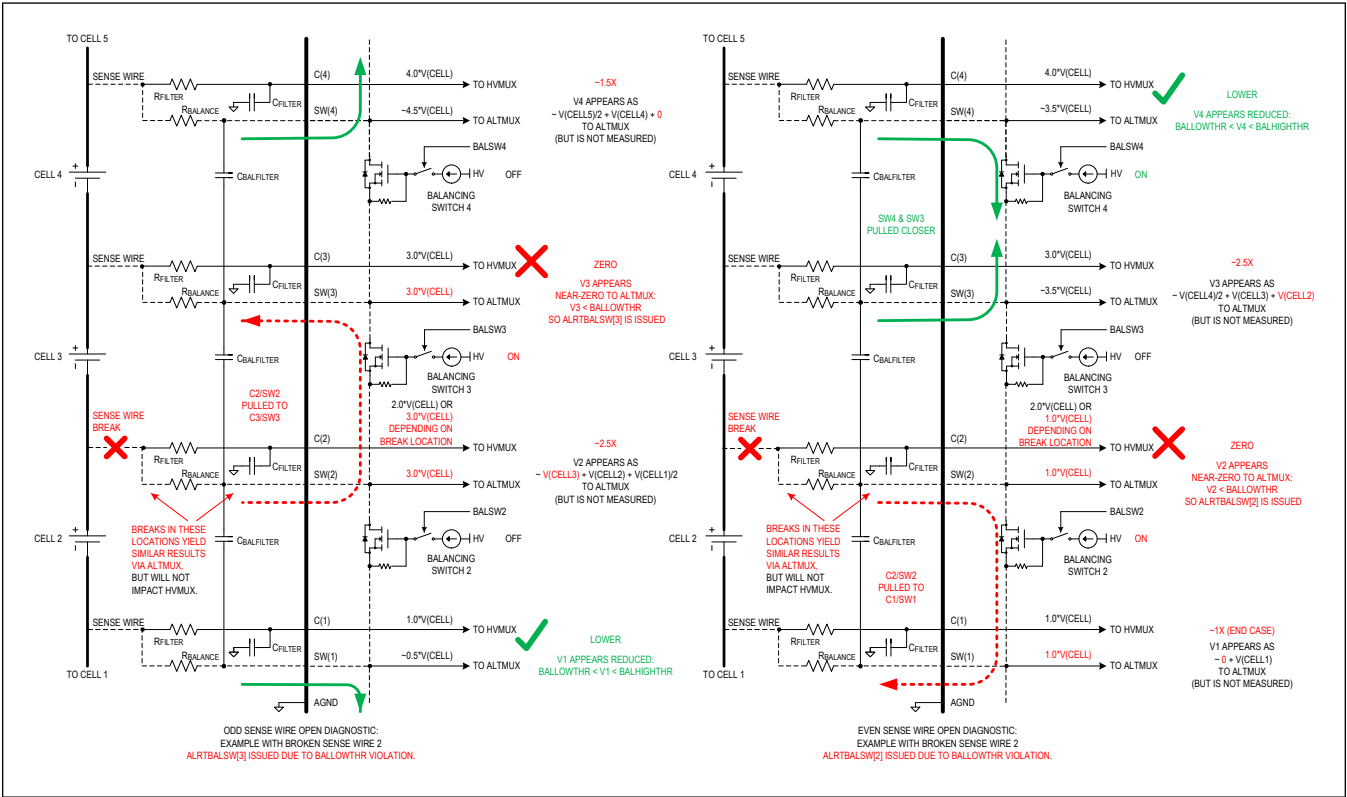 TO CELL 5
SENSE WIRE
RFILTER
RBALANCE
CFILTER
C(4)
4.0*V(CELL)
TO HVMUX
SW(4)
~4.5*V(CELL)
TO ALTMUX
~1.5X
V4 APPEARS AS
~ V(CELL5)/2 + V(CELL4) + 0
TO ALTMUX
(BUT IS NOT MEASURED)
BALSW4
HV
OFF
BALANCING
SWITCH 4
CELL 4
+
-
CBALFILTER
SENSE WIRE
RFILTER
RBALANCE
CFILTER
C(3)
3.0*V(CELL)
TO HVMUX
SW(3)
3.0*V(CELL)
TO ALTMUX
ZERO
V3 APPEARS
NEAR-ZERO TO ALTMUX:
V3 < BALLOWTHR
SO ALRTBALSW[3] IS ISSUED
BALSW3
HV
ON
BALANCING
SWITCH 3
CELL 3
+
-
CBALFILTER
C2/SW2
PULLED TO
C3/SW3
2.0*V(CELL) OR
3.0*V(CELL)
DEPENDING ON
BREAK LOCATION
SENSE WIRE
BREAK
RFILTER
RBALANCE
CFILTER
C(2)
TO HVMUX
SW(2)
3.0*V(CELL)
TO ALTMUX
~2.5X
V2 APPEARS AS
~ V(CELL3) + V(CELL2) + V(CELL1)/2
TO ALTMUX
(BUT IS NOT MEASURED)
BALSW2
HV
OFF
BALANCING
SWITCH 2
CELL 2
+
-
CBALFILTER
BREAKS IN THESE
LOCATIONS YIELD
SIMILAR RESULTS
VIA ALTMUX,
BUT WILL NOT
IMPACT HVMUX.
SENSE WIRE
RFILTER
RBALANCE
CFILTER
C(1)
1.0*V(CELL)
TO HVMUX
SW(1)
~0.5*V(CELL)
TO ALTMUX
LOWER
V1 APPEARS REDUCED:
BALLOWTHR < V1 < BALHIGHTHR
TO CELL 1
AGND
ODD SENSE WIRE OPEN DIAGNOSTIC:
EXAMPLE WITH BROKEN SENSE WIRE 2
ALRTBALSW[3] ISSUED DUE TO BALLOWTHR VIOLATION.
TO CELL 5
SENSE WIRE
RFILTER
RBALANCE
CFILTER
C(4)
4.0*V(CELL)
TO HVMUX
SW(4)
~3.5*V(CELL)
TO ALTMUX
LOWER
V4 APPEARS REDUCED:
BALLOWTHR < V4 < BALHIGHTHR
BALSW4
HV
ON
BALANCING
SWITCH 4
CELL 4
+
-
CBALFILTER
SW4 & SW3
PULLED CLOSER
SENSE WIRE
RFILTER
RBALANCE
CFILTER
C(3)
3.0*V(CELL)
TO HVMUX
SW(3)
~3.5*V(CELL)
TO ALTMUX
~2.5X
V3 APPEARS AS
~ V(CELL4)/2 + V(CELL3) + V(CELL2)
TO ALTMUX
(BUT IS NOT MEASURED)
BALSW3
HV
OFF
BALANCING
SWITCH 3
CELL 3
+
-
CBALFILTER
2.0*V(CELL) OR
1.0*V(CELL)
DEPENDING ON
BREAK LOCATION
SENSE WIRE
BREAK
RFILTER
RBALANCE
CFILTER
C(2)
TO HVMUX
SW(2)
1.0*V(CELL)
TO ALTMUX
ZERO
V2 APPEARS
NEAR-ZERO TO ALTMUX:
V2 < BALLOWTHR
SO ALRTBALSW[2] IS ISSUED
BALSW2
HV
ON
BALANCING
SWITCH 2
CELL 2
+
-
CBALFILTER
BREAKS IN THESE
LOCATIONS YIELD
SIMILAR RESULTS
VIA ALTMUX,
BUT WILL NOT
IMPACT HVMUX.
C2/SW2
PULLED TO
C1/SW1
SENSE WIRE
RFILTER
RBALANCE
CFILTER
C(1)
1.0*V(CELL)
TO HVMUX
SW(1)
1.0*V(CELL)
TO ALTMUX
~1X (END CASE)
V1 APPEARS AS
~ 0 + V(CELL1)
TO ALTMUX
(BUT IS NOT MEASURED)
TO CELL 1
AGND
EVEN SENSE WIRE OPEN DIAGNOSTIC:
EXAMPLE WITH BROKEN SENSE WIRE 2
ALRTBALSW[2] ISSUED DUE TO BALLOWTHR VIOLATION.